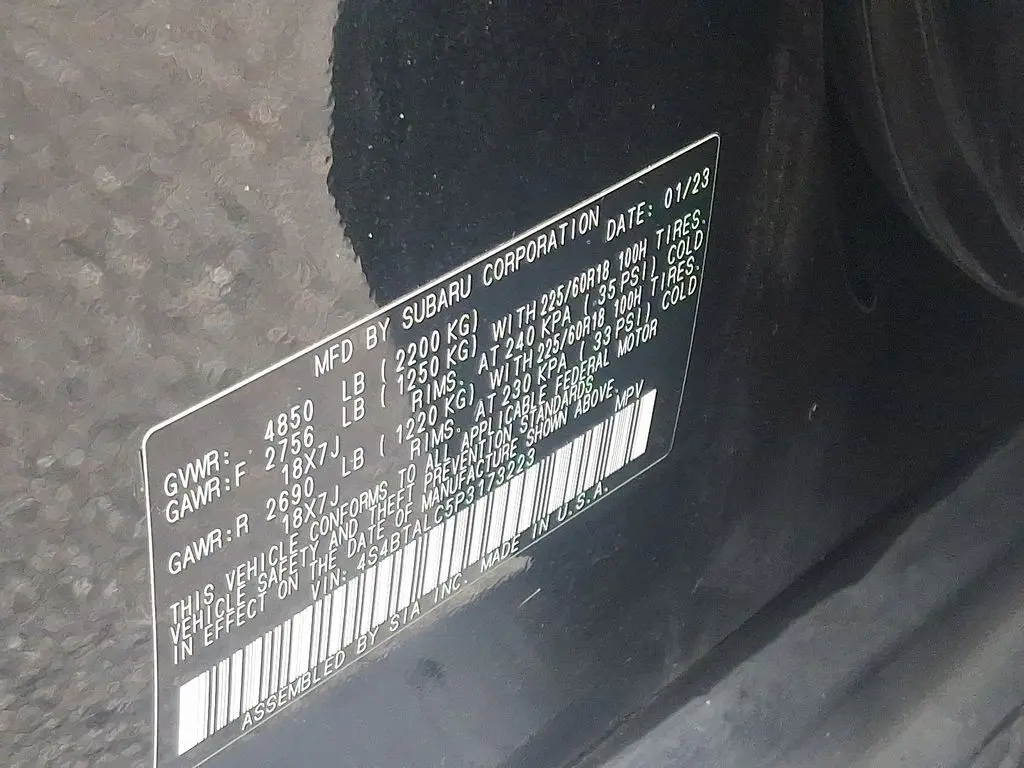 MFD BY SUBARU CORPORATION
DATE: 01/23
GVWR: 4850 LB ( 2200 KG)
GAWR:F 2756 LB ( 1250 KG) WITH 225/60R18 100H TIRES.
18X7J RIMS. AT 240 KPA ( 35 PSI) COLD
GAWR:R 2690 LB ( 1220 KG) WITH 225/60R18 100H TIRES.
18X7J RIMS. AT 230 KPA ( 33 PSI) COLD
THIS VEHICLE CONFORMS TO ALL APPLICABLE FEDERAL MOTOR
VEHICLE SAFETY AND THEFT PREVENTION STANDARDS
IN EFFECT ON THE DATE OF MANUFACTURE SHOWN ABOVE.
VIN: 4S4BTALC5P3173223 MPV
ASSEMBLED BY SIA INC. MADE IN U.S.A.